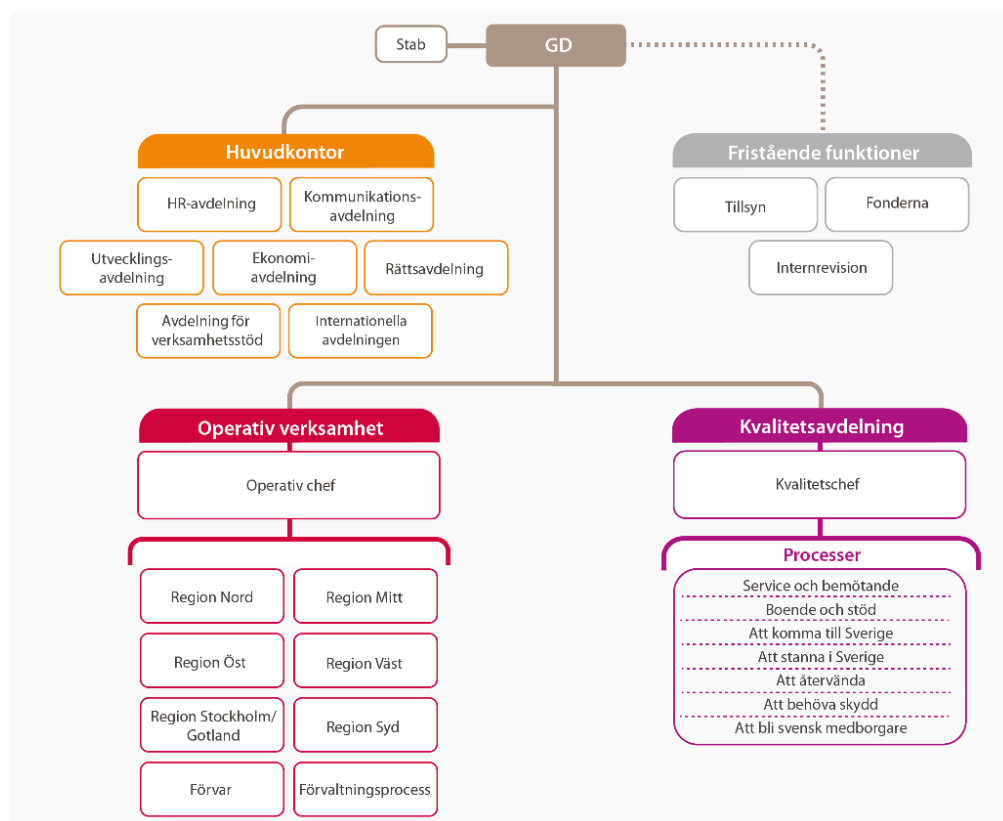 Stab
GD
Huvudkontor
HR-avdelning
Kommunikations-
avdelning
Utvecklings-
avdelning
Ekonomi-
avdelning
Rättsavdelning
Avdelning för
verksamhetsstöd
Internationella
avdelningen
Fristående funktioner
Tillsyn
Fonderna
Internrevision
Operativ verksamhet
Operativ chef
Region Nord
Region Mitt
Region Öst
Region Väst
Region Stockholm/
Gotland
Region Syd
Förvar
Förvaltningsprocess
Kvalitetsavdelning
Kvalitetschef
Processer
Service och bemötande
Boende och stöd
Att komma till Sverige
Att stanna i Sverige
Att återvända
Att behöva skydd
Att bli svensk medborgare